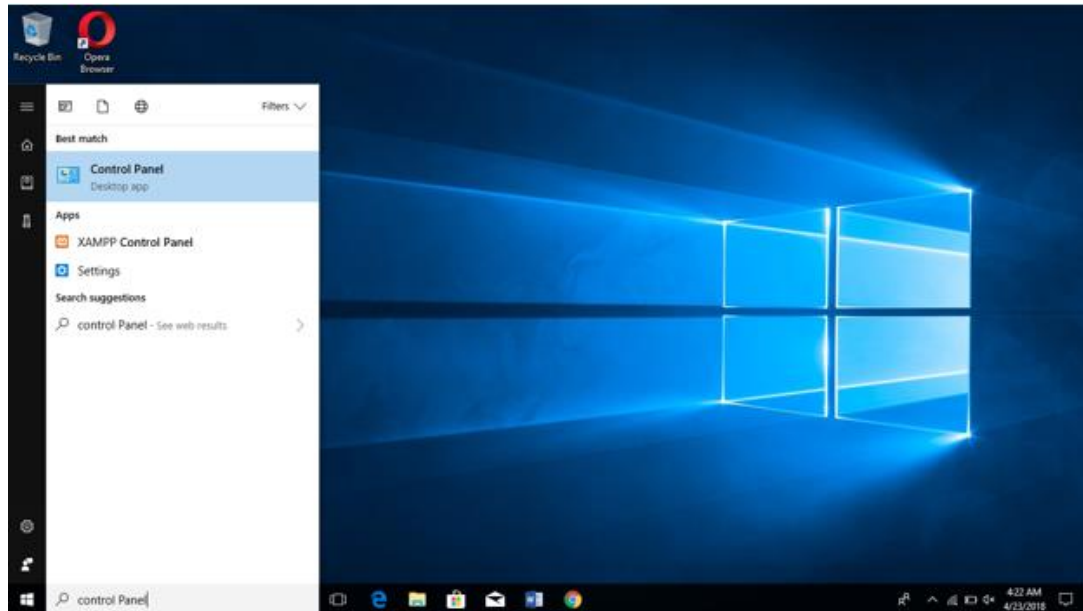 Recycle Bin
Opera
Browser
Filters
Best match
Control Panel
Desktop app
Apps
XAMPP Control Panel
Settings
Search suggestions
control Panel - See web results
control Panel
4:22 AM
4/23/2018